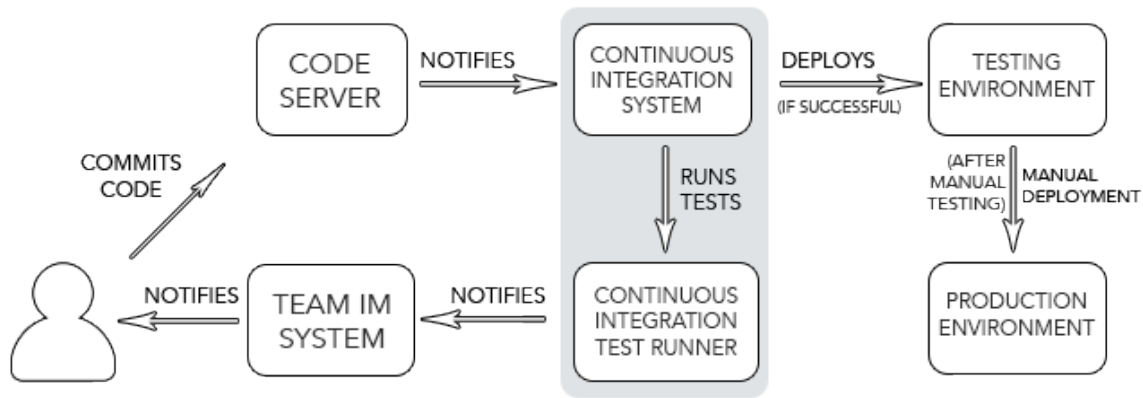 CODE
SERVER
NOTIFIES
CONTINUOUS
INTEGRATION
SYSTEM
DEPLOYS
(IF SUCCESSFUL)
TESTING
ENVIRONMENT
COMMITS
CODE
RUNS
TESTS
(AFTER
MANUAL
TESTING)
MANUAL
DEPLOYMENT
NOTIFIES
TEAM IM
SYSTEM
NOTIFIES
CONTINUOUS
INTEGRATION
TEST RUNNER
PRODUCTION
ENVIRONMENT